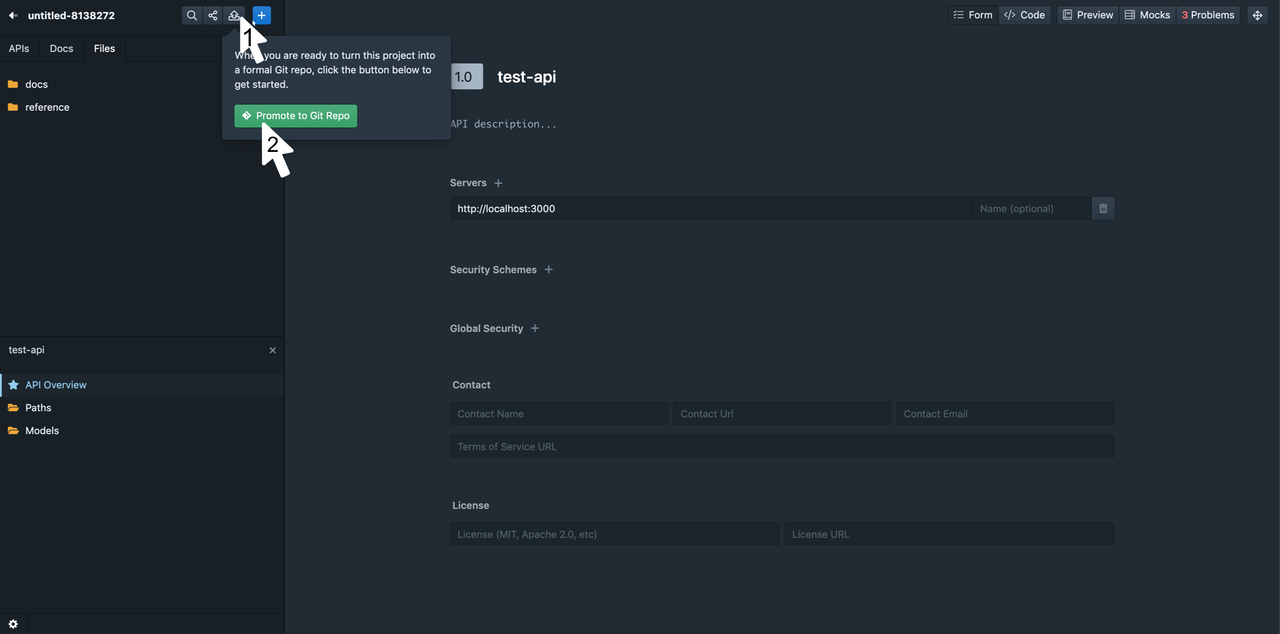 untitled-8138272
Form
Code
Preview
Mocks
3 Problems
1
APIs
Docs
Files
When you are ready to turn this project into
a formal Git repo, click the button below to
get started.
Promote to Git Repo
2
docs
reference
1.0
test-api
API description...
Servers
http://localhost:3000
Name (optional)
Security Schemes
Global Security
test-api
API Overview
Paths
Models
Contact
Contact Name
Contact Url
Contact Email
Terms of Service URL
License
License (MIT, Apache 2.0, etc)
License URL